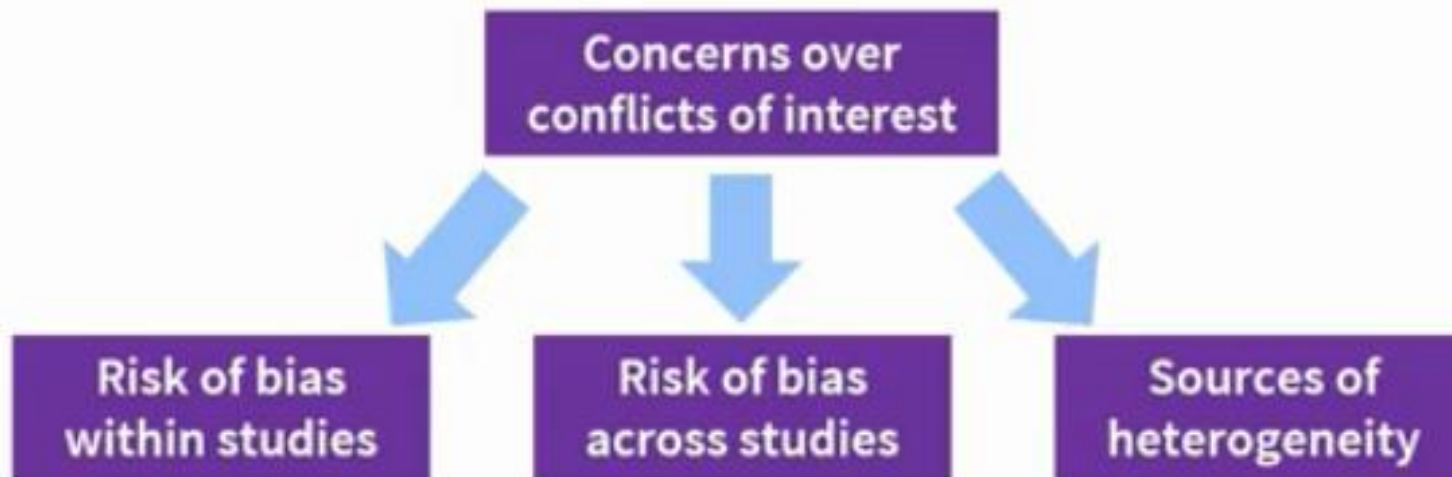 Concerns over
conflicts of interest
Risk of bias
within studies
Risk of bias
across studies
Sources of
heterogeneity